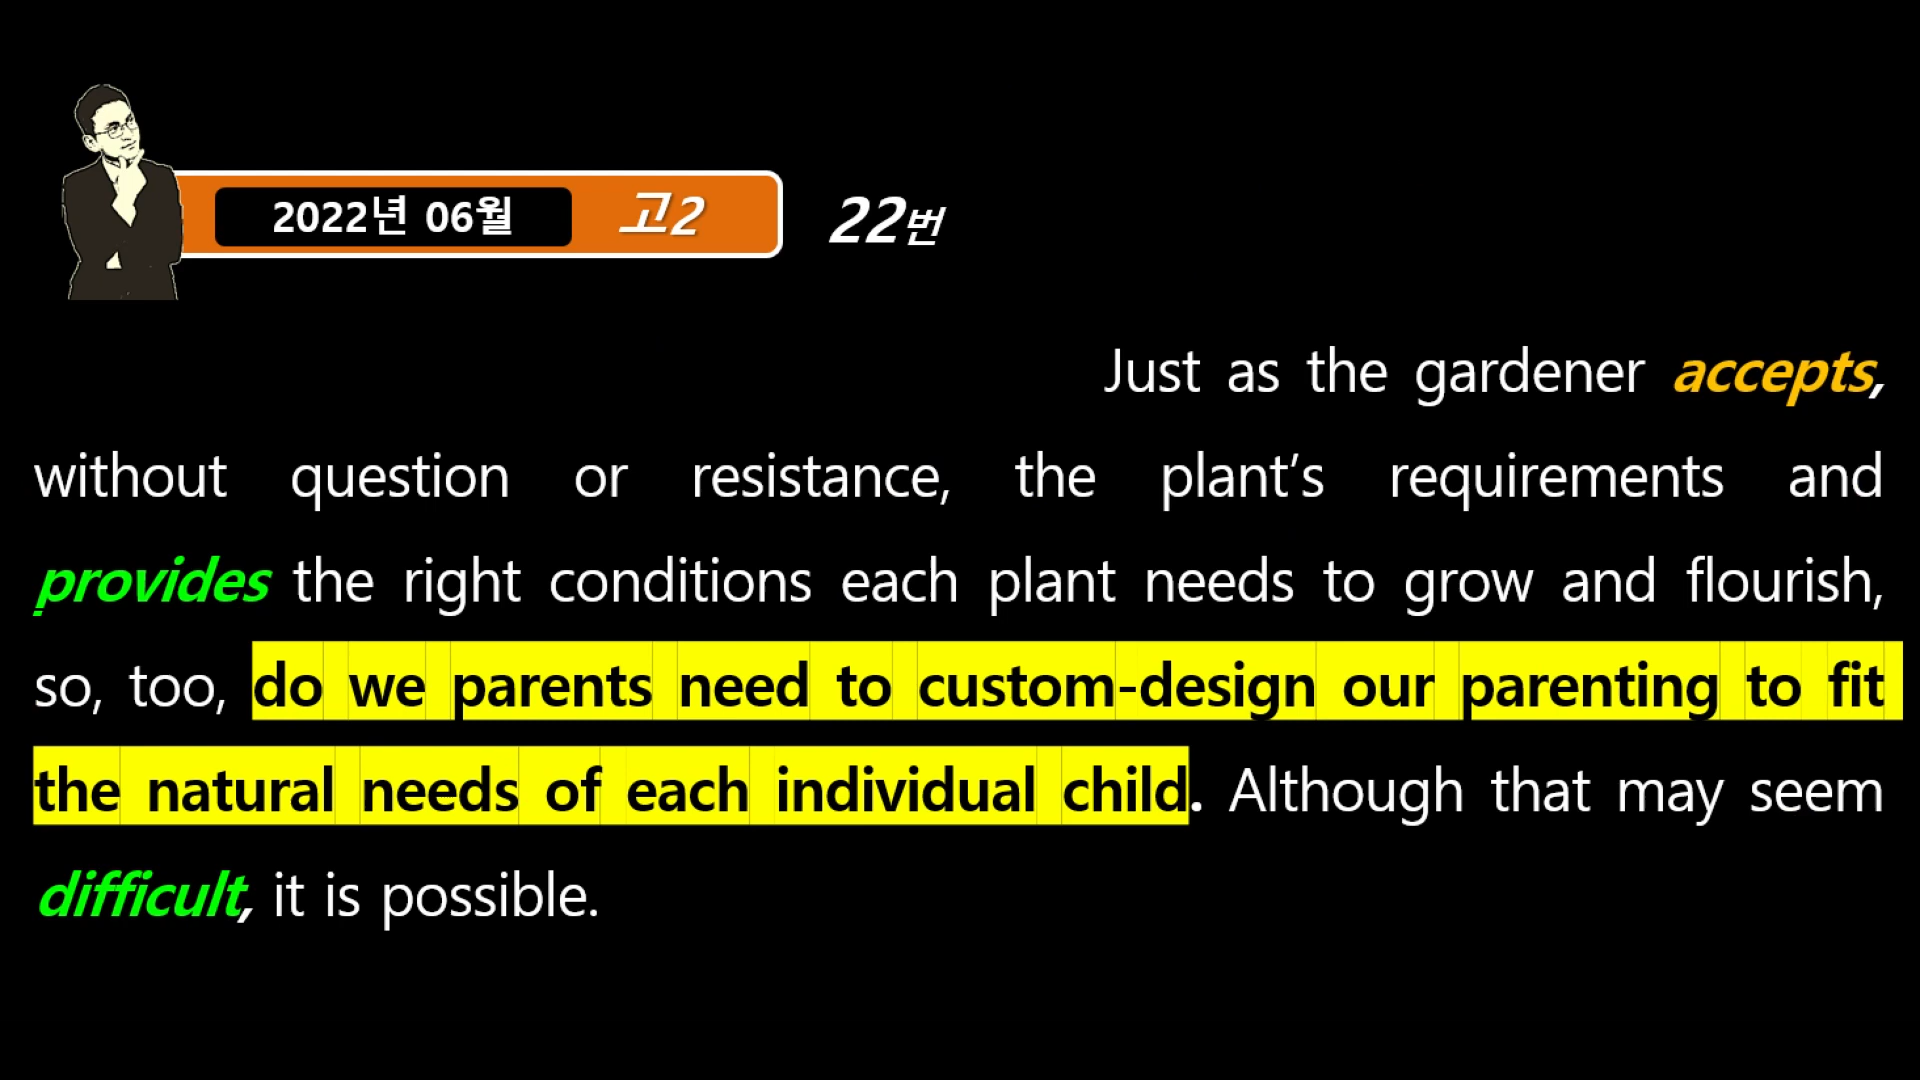 2022년 06월 고2 22번
Just as the gardener accepts,
without question or resistance, the plant’s requirements and
provides the right conditions each plant needs to grow and flourish,
so, too, do we parents need to custom-design our parenting to fit
the natural needs of each individual child. Although that may seem
difficult, it is possible.